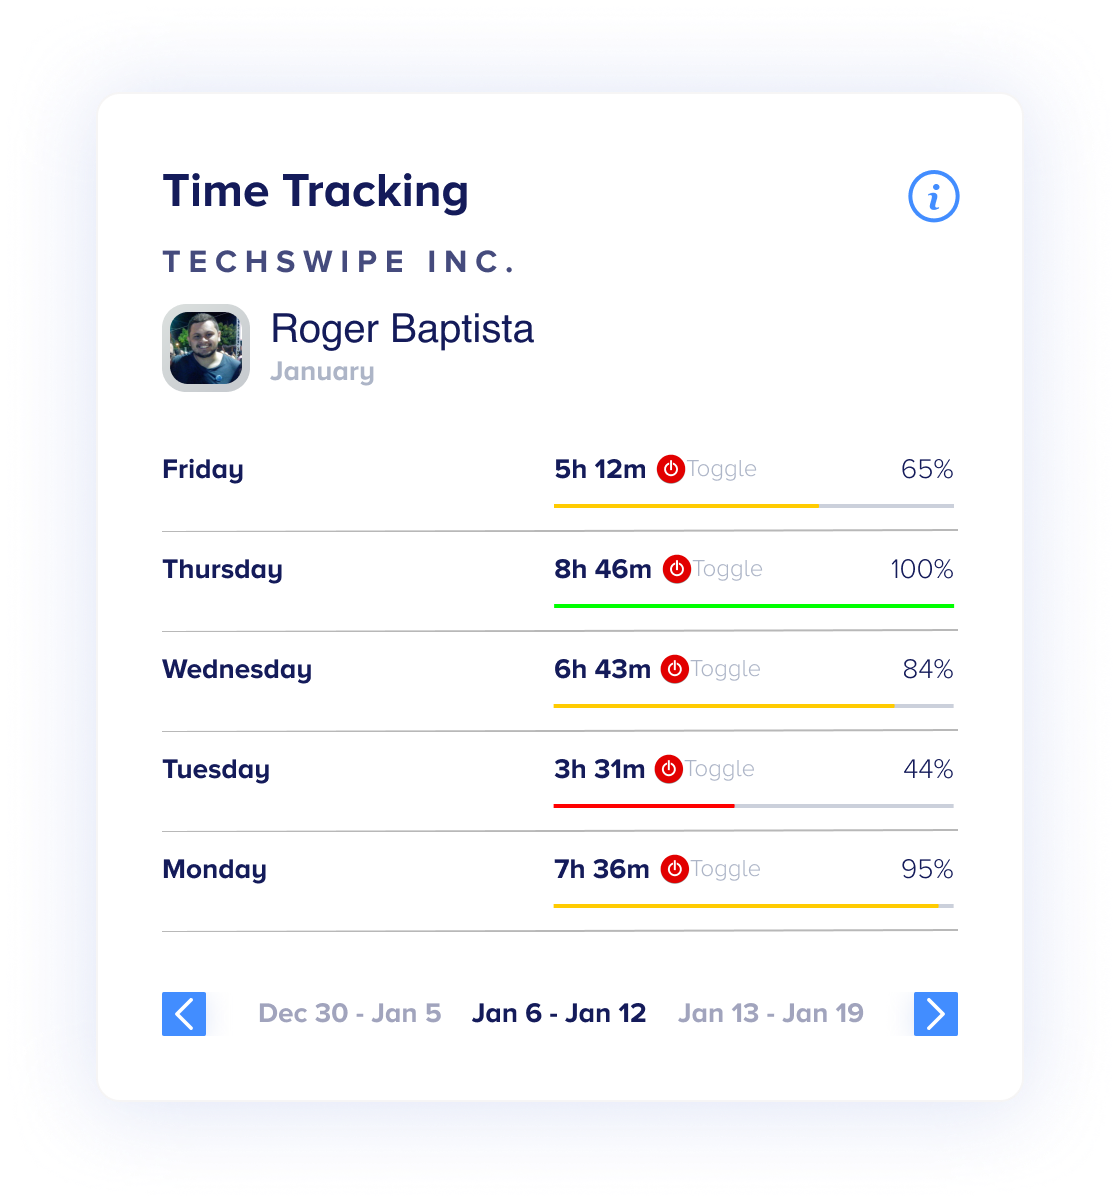 Time Tracking
TECHSWIPE INC.
Roger Baptista
January
Friday 5h 12m Toggle 65%
Thursday 8h 46m Toggle 100%
Wednesday 6h 43m Toggle 84%
Tuesday 3h 31m Toggle 44%
Monday 7h 36m Toggle 95%
Dec 30 - Jan 5 Jan 6 - Jan 12 Jan 13 - Jan 19